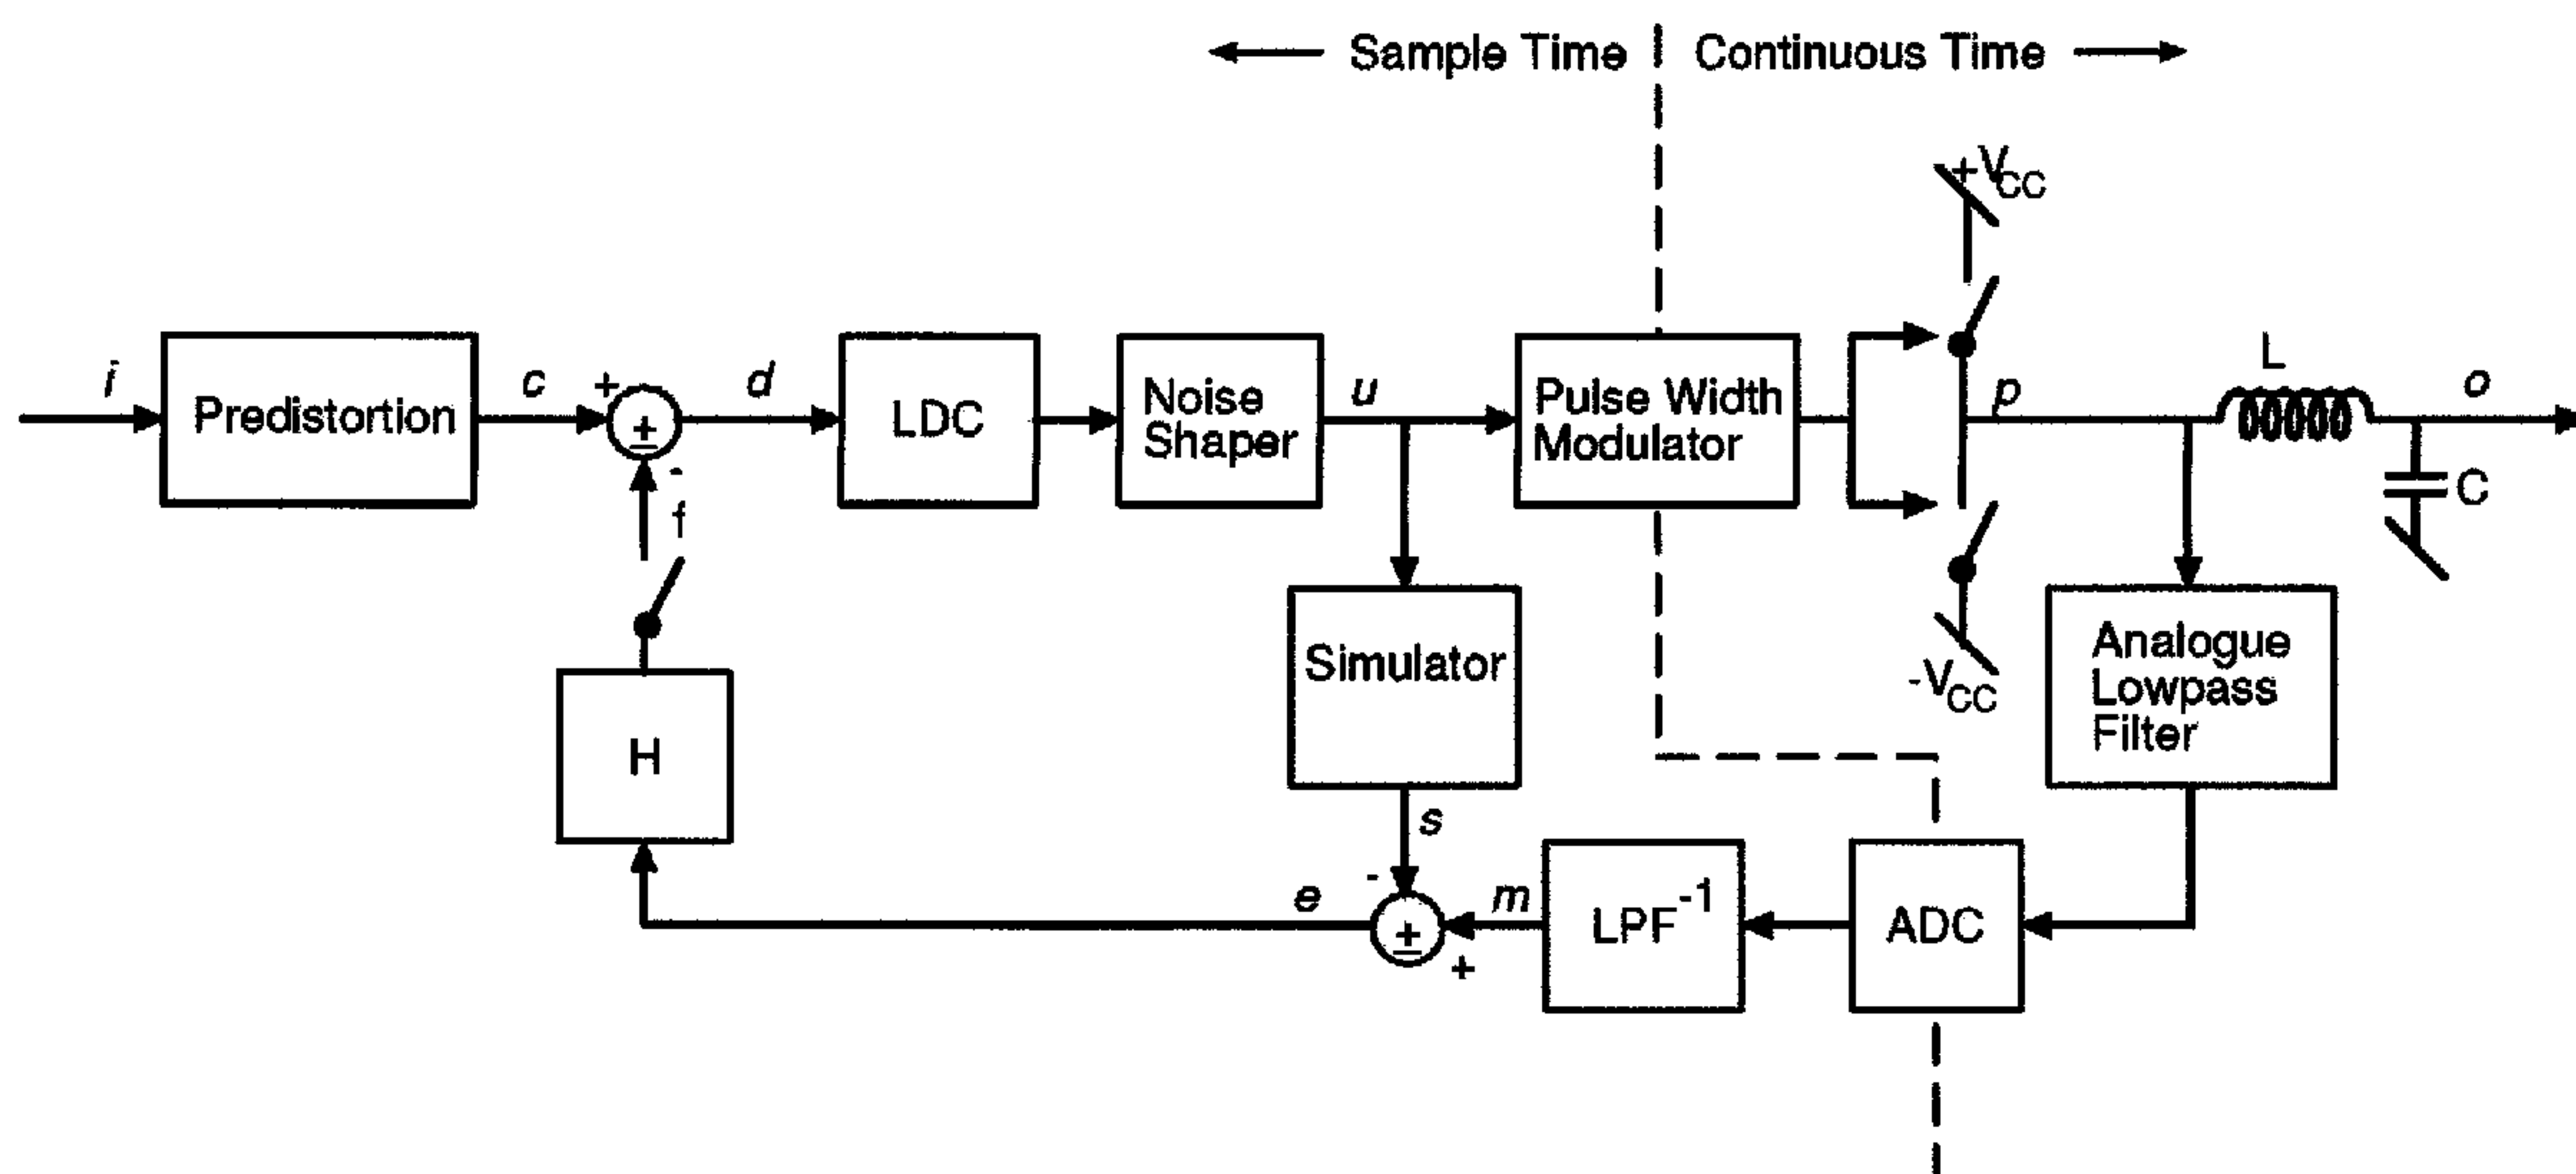 Sample Time
Continuous Time
+VCC
i
Predistortion
c
+
±
-
f
d
LDC
Noise
Shaper
u
Pulse Width
Modulator
p
L
o
C
-VCC
H
Simulator
s
Analogue
Lowpass
Filter
e
-
±
+
m
LPF-1
ADC